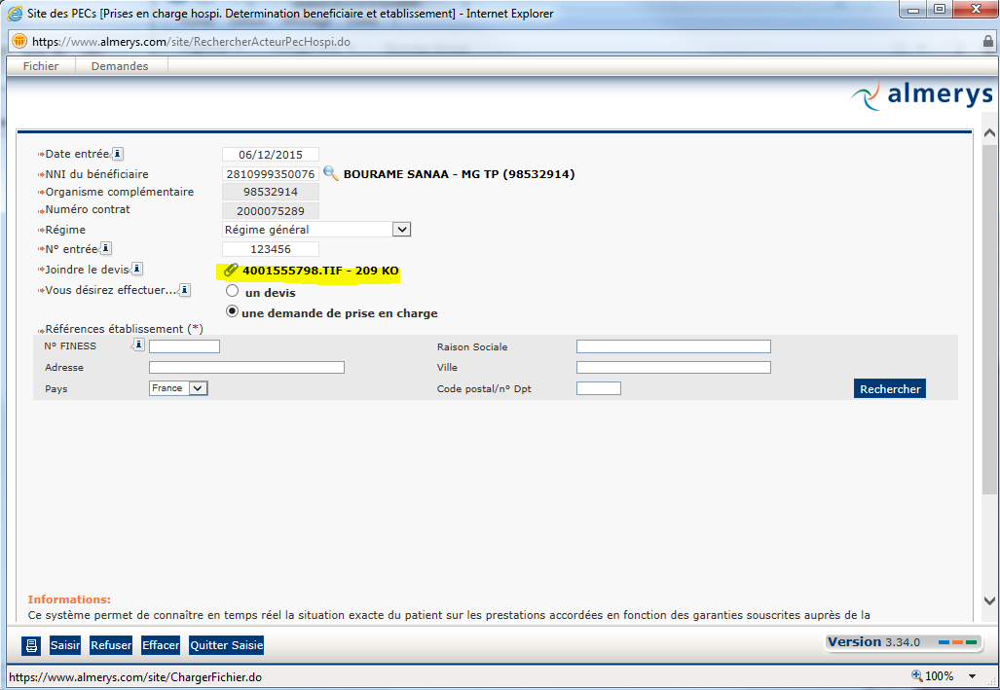 Site des PECs [Prises en charge hospi. Determination beneficiaire et etablissement] - Internet Explorer
https://www.almerys.com/site/RechercherActeurPecHospi.do
Fichier Demandes
almerys
Date entrée 06/12/2015
NNI du bénéficiaire 2810999350076 BOURAME SANAA - MG TP (98532914)
Organisme complémentaire 98532914
Numéro contrat 2000075289
Régime Régime général
N° entrée 123456
Joindre le devis 4001555798.TIF - 209 KO
Vous désirez effectuer... un devis
une demande de prise en charge
Références établissement (*)
N° FINESS Raison Sociale
Adresse Ville
Pays France Code postal/n° Dpt Rechercher
Informations:
Ce système permet de connaître en temps réel la situation exacte du patient sur les prestations accordées en fonction des garanties souscrites auprès de la
Saisir Refuser Effacer Quitter Saisie Version 3.34.0
https://www.almerys.com/site/ChargerFichier.do 100%